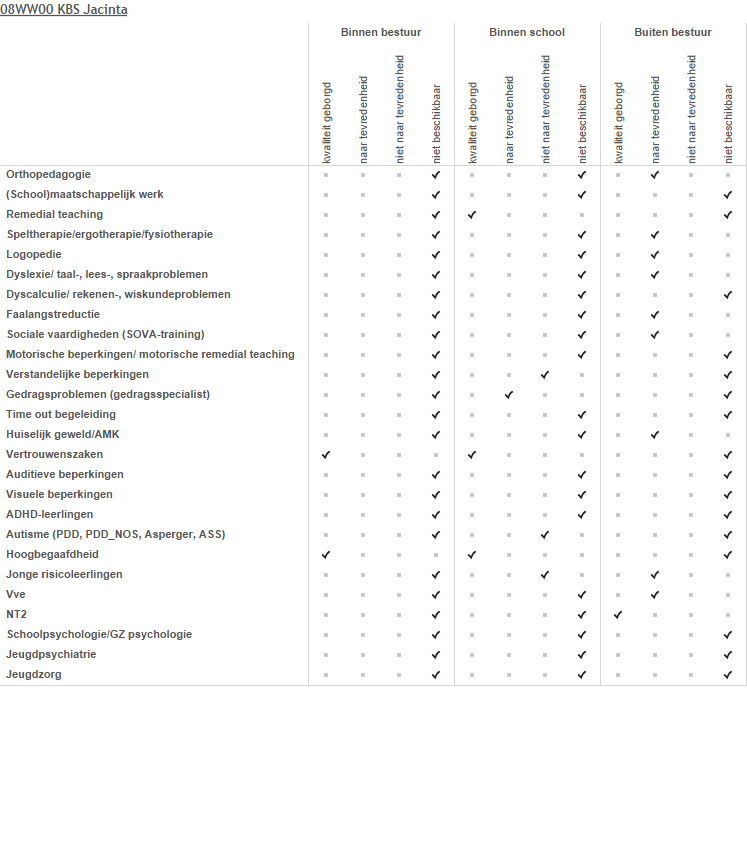 08WW00 KBS Jacinta
Binnen bestuur Binnen school Buiten bestuur
kwaliteit geborgd naar tevredenheid niet naar tevredenheid niet beschikbaar kwaliteit geborgd naar tevredenheid niet naar tevredenheid niet beschikbaar kwaliteit geborgd naar tevredenheid niet naar tevredenheid niet beschikbaar
Orthopedagogie
(School)maatschappelijk werk
Remedial teaching
Speltherapie/ergotherapie/fysiotherapie
Logopedie
Dyslexie/ taal-, lees-, spraakproblemen
Dyscalculie/ rekenen-, wiskundeproblemen
Faalangstreductie
Sociale vaardigheden (SOVA-training)
Motorische beperkingen/ motorische remedial teaching
Verstandelijke beperkingen
Gedragsproblemen (gedragsspecialist)
Time out begeleiding
Huiselijk geweld/AMK
Vertrouwenszaken
Auditieve beperkingen
Visuele beperkingen
ADHD-leerlingen
Autisme (PDD, PDD_NOS, Asperger, ASS)
Hoogbegaafdheid
Jonge risicoleerlingen
Vve
NT2
Schoolpsychologie/GZ psychologie
Jeugdpsychiatrie
Jeugdzorg